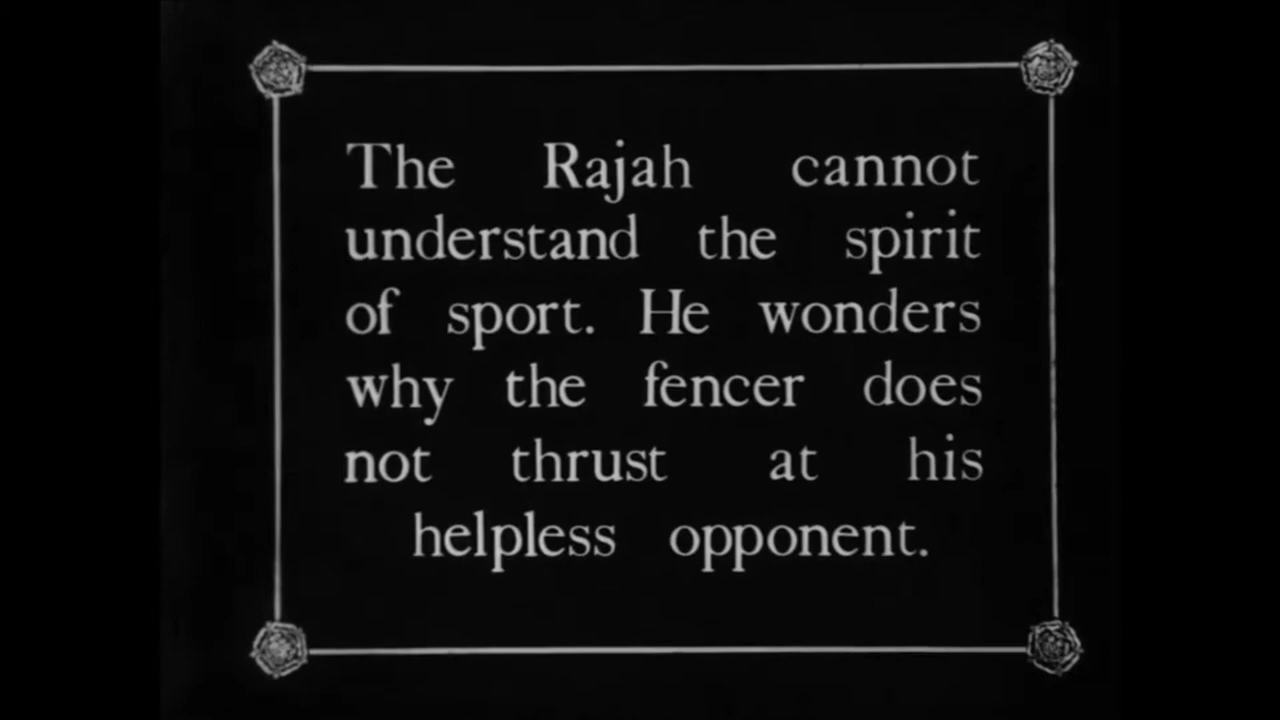 The Rajah cannot
understand the spirit
of sport. He wonders
why the fencer does
not thrust at his
helpless opponent.